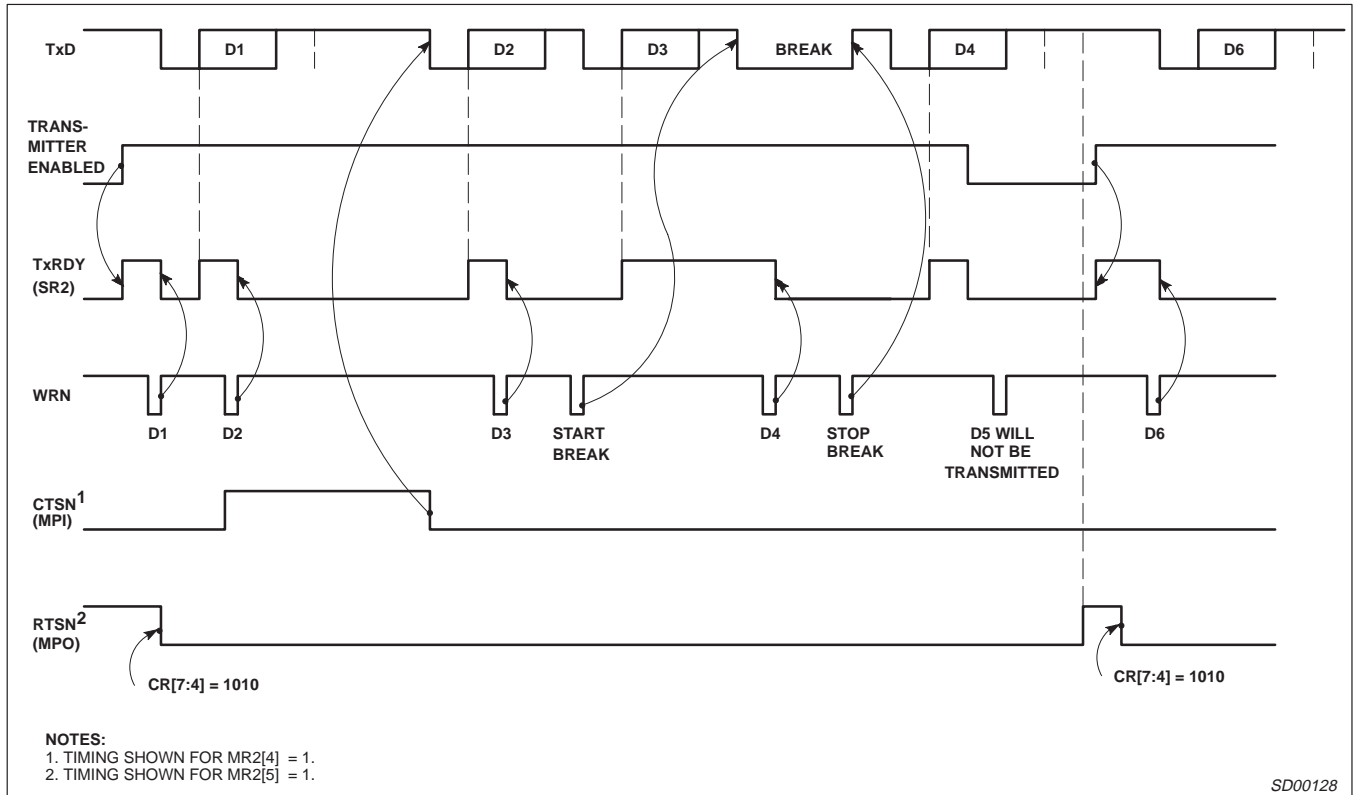 TxD
D1
D2
D3
BREAK
D4
D6
TRANS-
MITTER
ENABLED
TxRDY
(SR2)
WRN
D1
D2
D3
START
BREAK
D4
STOP
BREAK
D5 WILL
NOT BE
TRANSMITTED
D6
CTSN1
(MPI)
RTSN2
(MPO)
CR[7:4] = 1010
CR[7:4] = 1010
NOTES:
1. TIMING SHOWN FOR MR2[4] = 1.
2. TIMING SHOWN FOR MR2[5] = 1.
SD00128